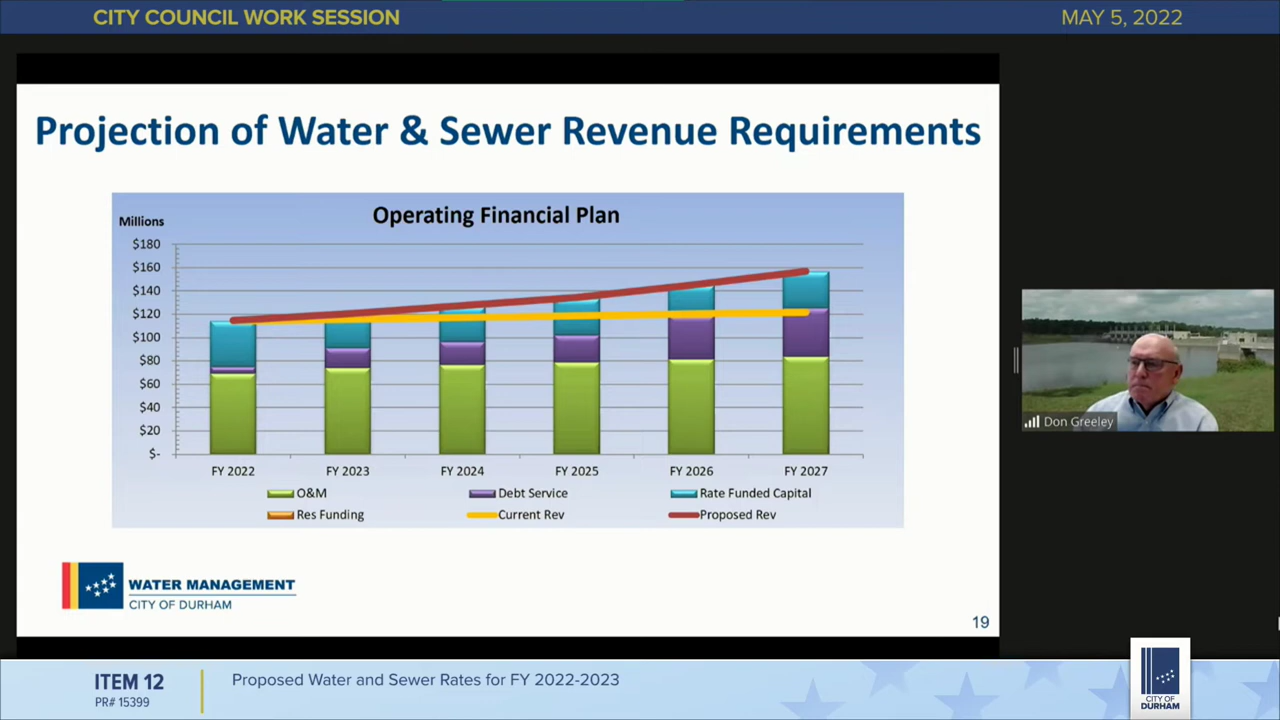 CITY COUNCIL WORK SESSION
MAY 5, 2022
Projection of Water & Sewer Revenue Requirements
Operating Financial Plan
Millions
$180
$160
$140
$120
$100
$80
$60
$40
$20
$-
FY 2022 FY 2023 FY 2024 FY 2025 FY 2026 FY 2027
O&M Debt Service Rate Funded Capital
Res Funding Current Rev Proposed Rev
WATER MANAGEMENT
CITY OF DURHAM
19
Don Greeley
ITEM 12
PR# 15399
Proposed Water and Sewer Rates for FY 2022-2023
CITY OF
DURHAM